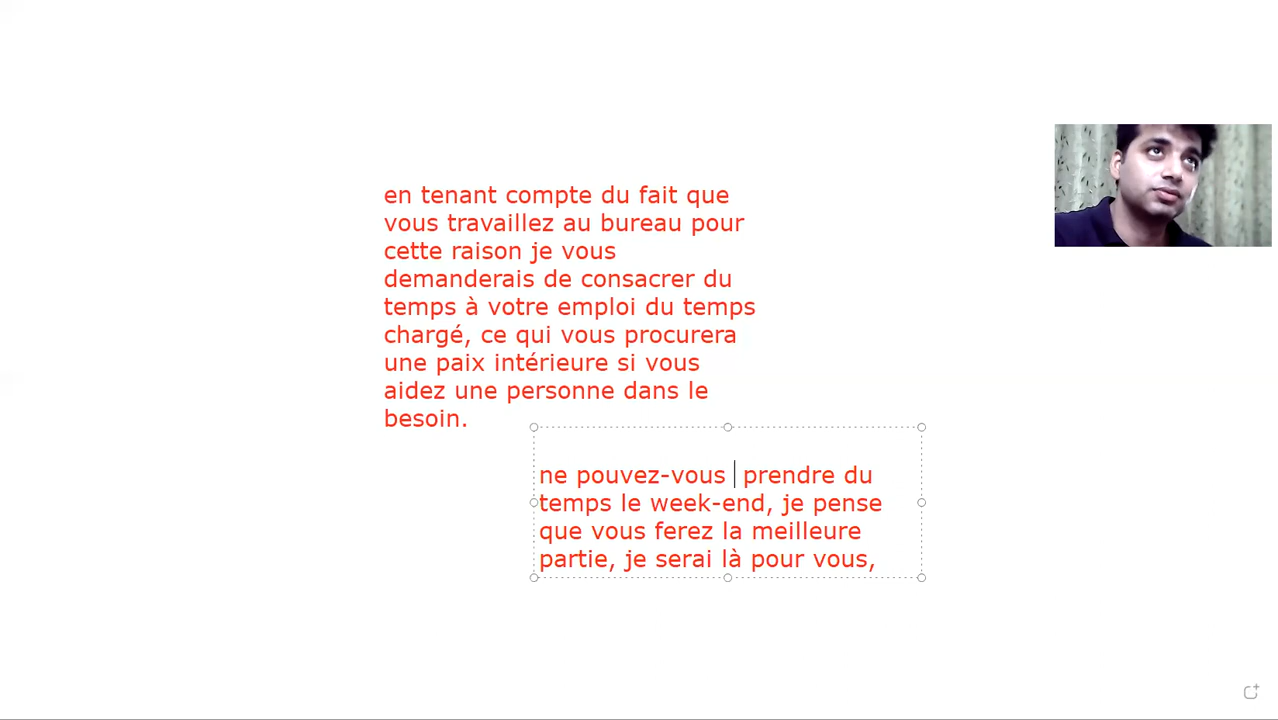 en tenant compte du fait que
vous travaillez au bureau pour
cette raison je vous
demanderais de consacrer du
temps à votre emploi du temps
chargé, ce qui vous procurera
une paix intérieure si vous
aidez une personne dans le
besoin.
ne pouvez-vous prendre du
temps le week-end, je pense
que vous ferez la meilleure
partie, je serai là pour vous,